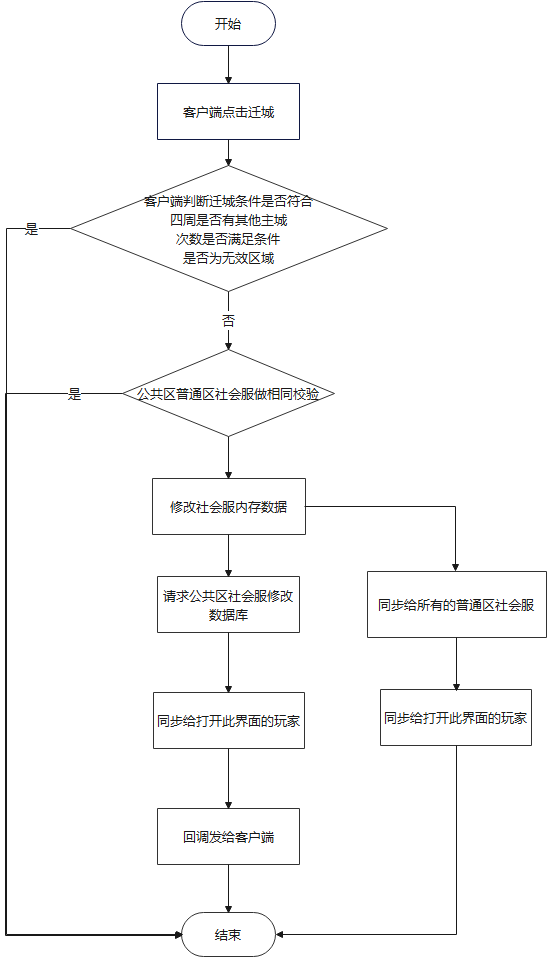 开始
客户端点击迁城
客户端判断迁城条件是否符合
四周是否有其他主城
次数是否满足条件
是否为无效区域
是
否
是
公共区普通区社会服做相同校验
修改社会服内存数据
请求公共区社会服修改
数据库
同步给所有的普通区社会服
同步给打开此界面的玩家
同步给打开此界面的玩家
回调发给客户端
结束